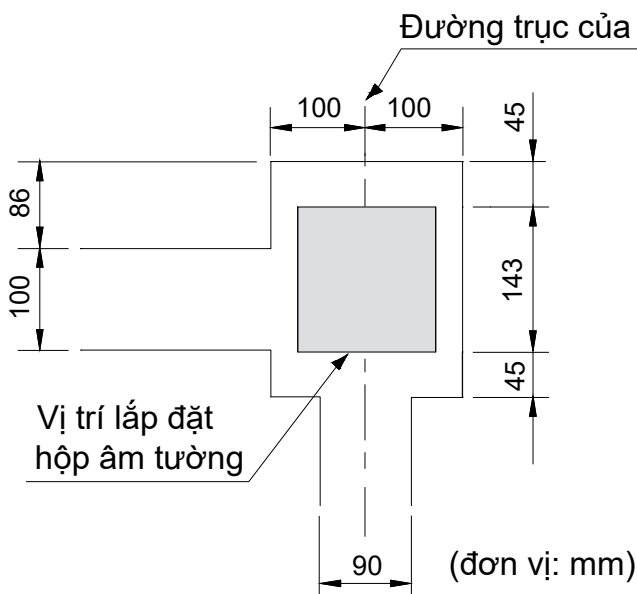 Đường trục của
100
100
45
86
143
100
45
Vị trí lắp đặt
hộp âm tường
90
(đơn vị: mm)